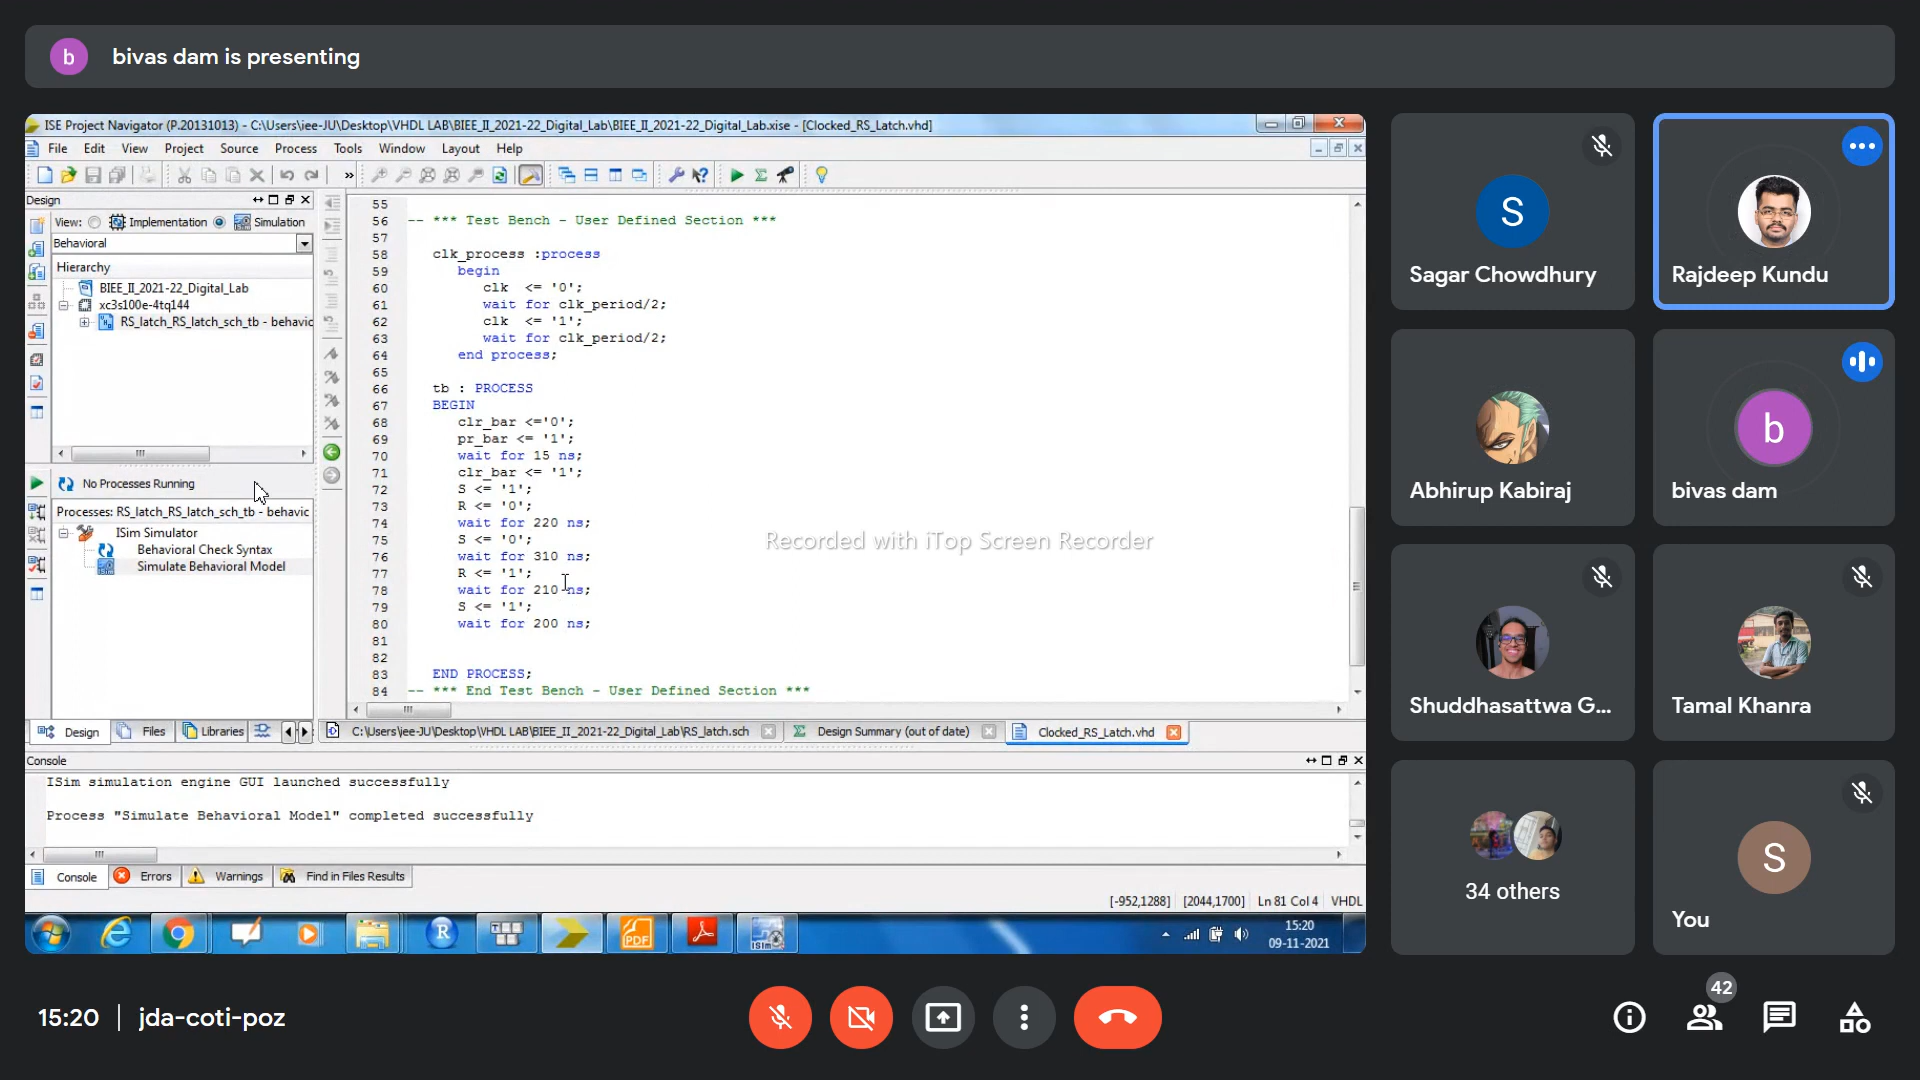 b bivas dam is presenting
ISE Project Navigator (P.20131013) - C:\Users\iee-JU\Desktop\VHDL LAB\BIEE_II_2021-22_Digital_Lab\BIEE_II_2021-22_Digital_Lab.xise - [Clocked_RS_Latch.vhd]
File Edit View Project Source Process Tools Window Layout Help
Design
View: Implementation Simulation
Behavioral
Hierarchy
BIEE_II_2021-22_Digital_Lab
xc3s100e-4tq144
RS_latch_RS_latch_sch_tb - behavic
No Processes Running
Processes: RS_latch_RS_latch_sch_tb - behavic
ISim Simulator
Behavioral Check Syntax
Simulate Behavioral Model
Design Files Libraries
55
56 -- *** Test Bench - User Defined Section ***
57
58 clk_process :process
59 begin
60 clk <= '0';
61 wait for clk_period/2;
62 clk <= '1';
63 wait for clk_period/2;
64 end process;
65
66 tb : PROCESS
67 BEGIN
68 clr_bar <='0';
69 pr_bar <= '1';
70 wait for 15 ns;
71 clr_bar <= '1';
72 S <= '1';
73 R <= '0';
74 wait for 220 ns;
75 S <= '0';
76 wait for 310 ns;
77 R <= '1';
78 wait for 210 ns;
79 S <= '1';
80 wait for 200 ns;
81
82
83 END PROCESS;
84 -- *** End Test Bench - User Defined Section ***
Recorded with iTop Screen Recorder
C:\Users\iee-JU\Desktop\VHDL LAB\BIEE_II_2021-22_Digital_Lab\RS_latch.sch Design Summary (out of date) Clocked_RS_Latch.vhd
Console
ISim simulation engine GUI launched successfully
Process "Simulate Behavioral Model" completed successfully
Console Errors Warnings Find in Files Results
[-952,1288] [2044,1700] Ln 81 Col 4 VHDL
R PDF ISim
15:20
09-11-2021
S
Sagar Chowdhury
Rajdeep Kundu
Abhirup Kabiraj
b
bivas dam
Shuddhasattwa G...
Tamal Khanra
34 others
S
You
15:20 | jda-coti-poz
42